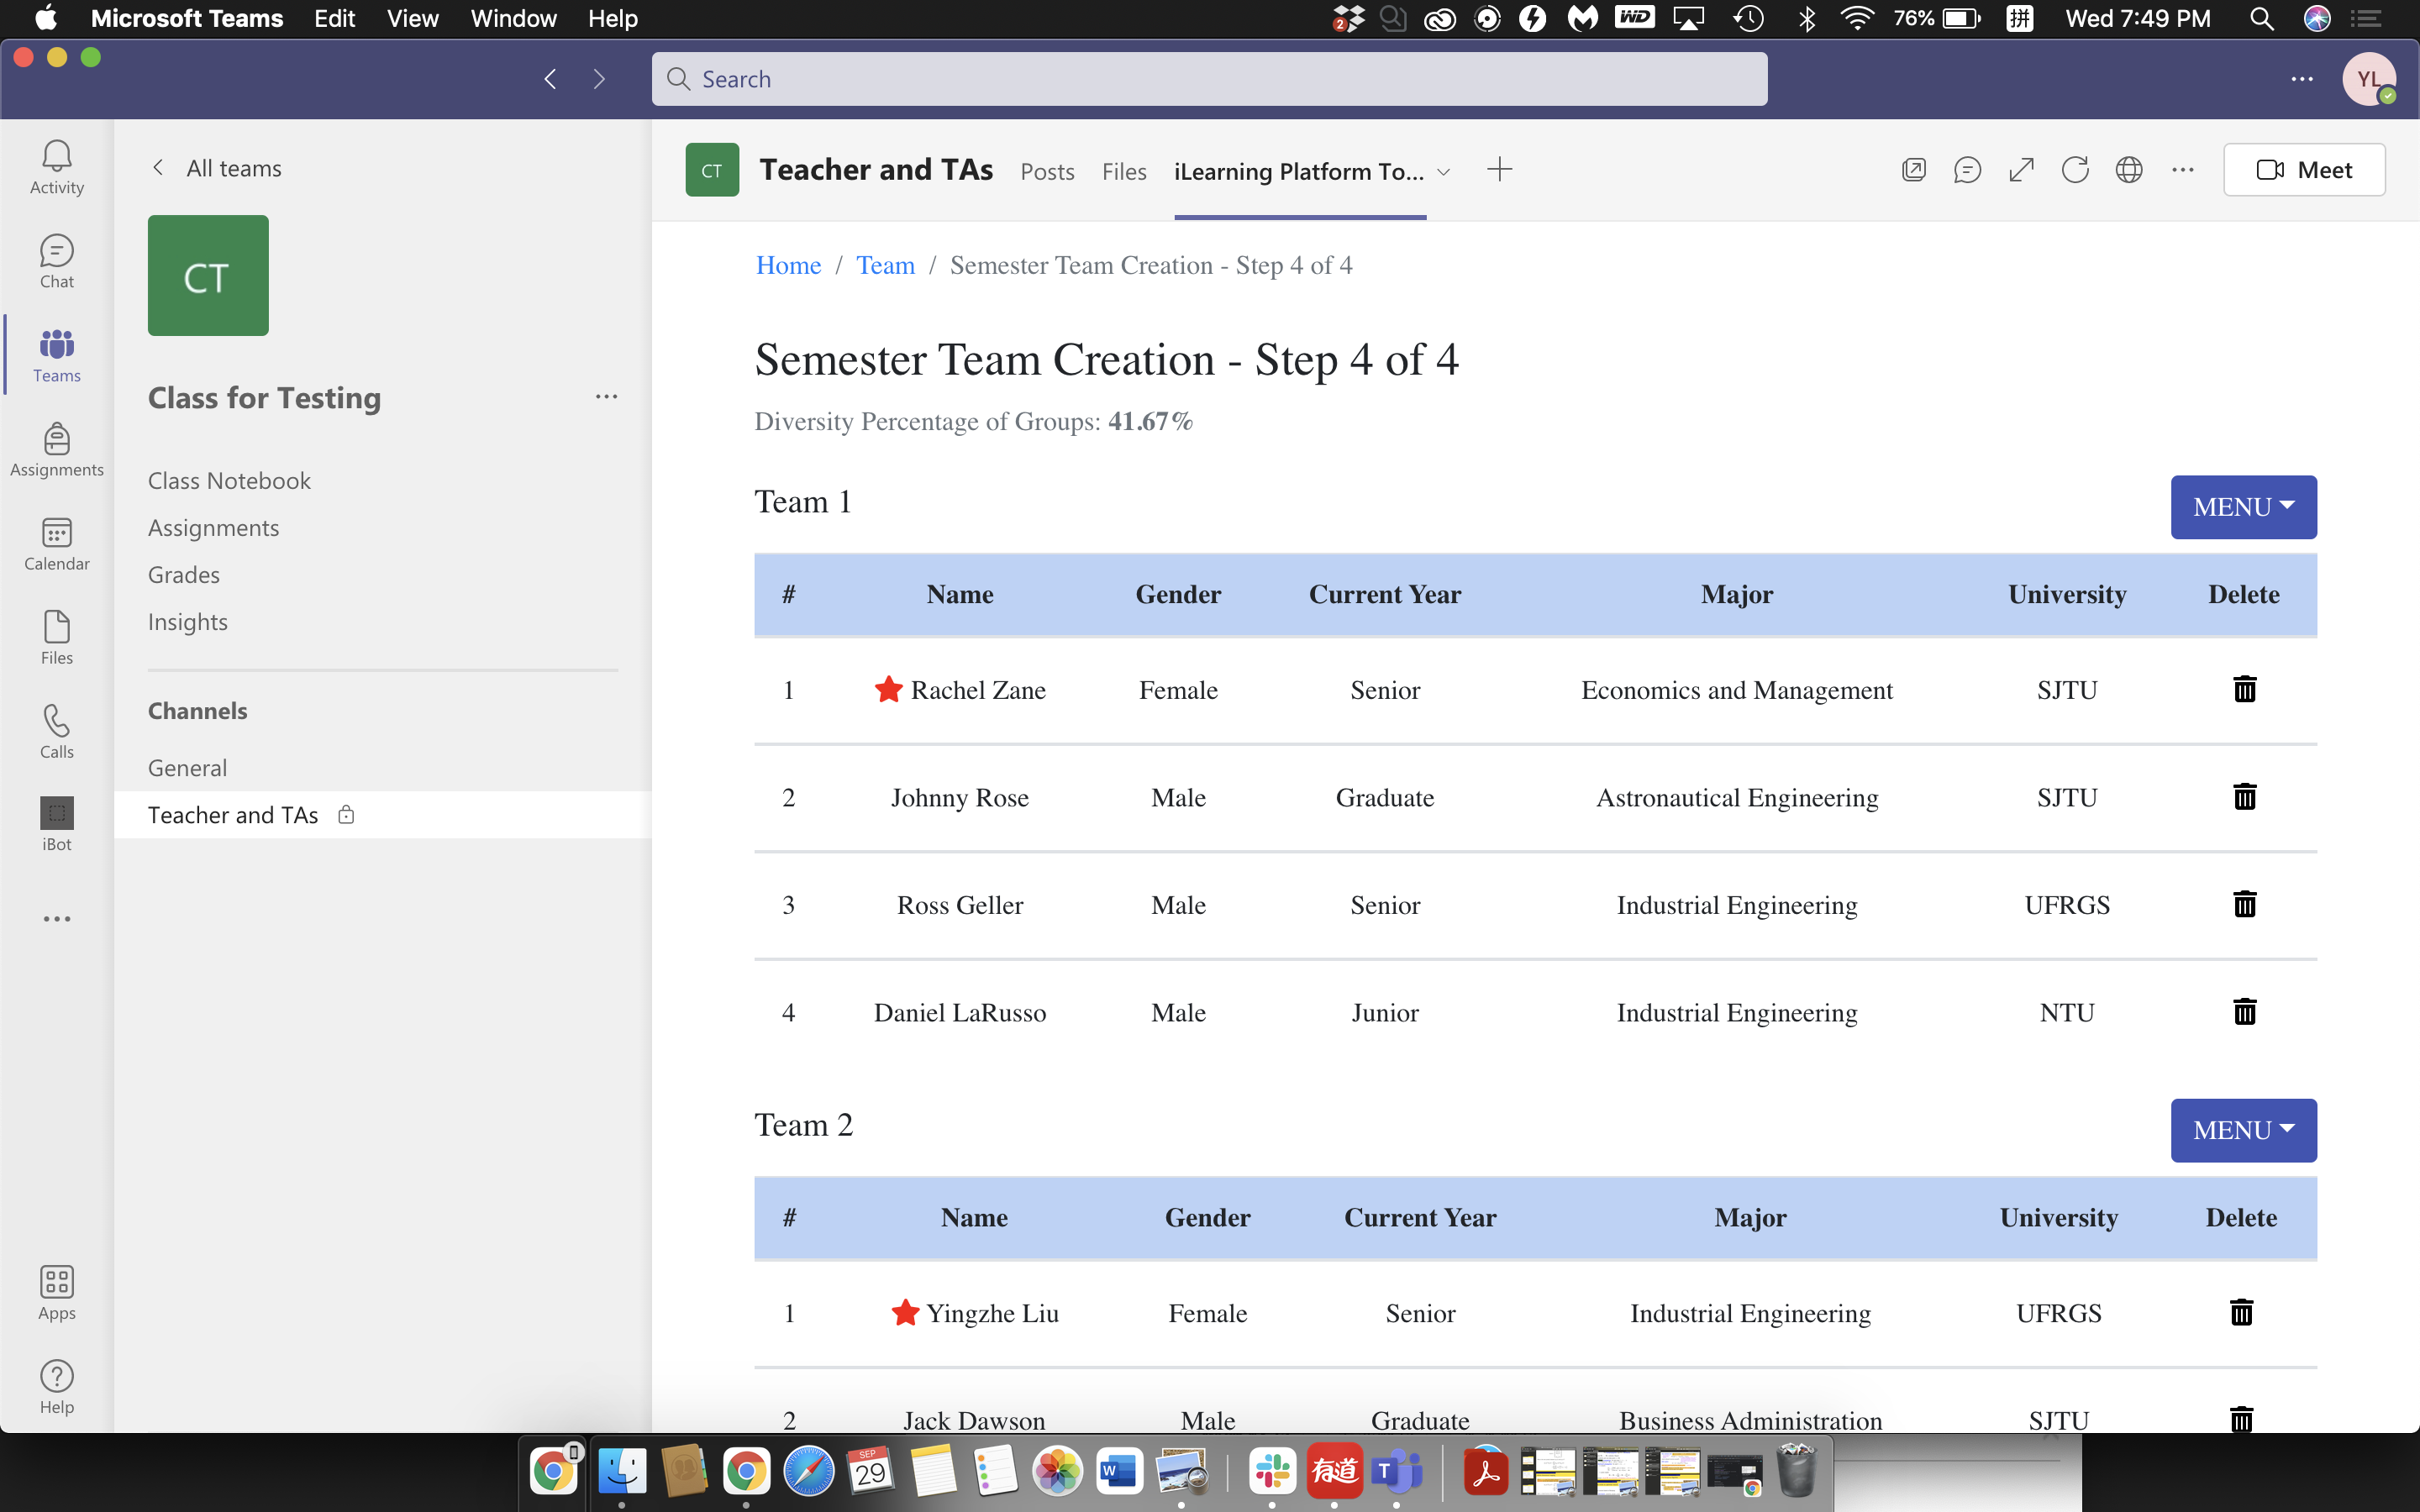 Microsoft Teams Edit View Window Help 2 WD 76% 拼 Wed 7:49 PM
Search YL
Activity
Chat
Teams
Assignments
Calendar
Files
Calls
iBot
Apps
Help
All teams
CT
Class for Testing
Class Notebook
Assignments
Grades
Insights
Channels
General
Teacher and TAs
CT Teacher and TAs Posts Files iLearning Platform To... Meet
Home / Team / Semester Team Creation - Step 4 of 4
Semester Team Creation - Step 4 of 4
Diversity Percentage of Groups: 41.67%
Team 1 MENU
# Name Gender Current Year Major University Delete
1 Rachel Zane Female Senior Economics and Management SJTU
2 Johnny Rose Male Graduate Astronautical Engineering SJTU
3 Ross Geller Male Senior Industrial Engineering UFRGS
4 Daniel LaRusso Male Junior Industrial Engineering NTU
Team 2 MENU
# Name Gender Current Year Major University Delete
1 Yingzhe Liu Female Senior Industrial Engineering UFRGS
2 Jack Dawson Male Graduate Business Administration SJTU
SEP
29 W 有道 T